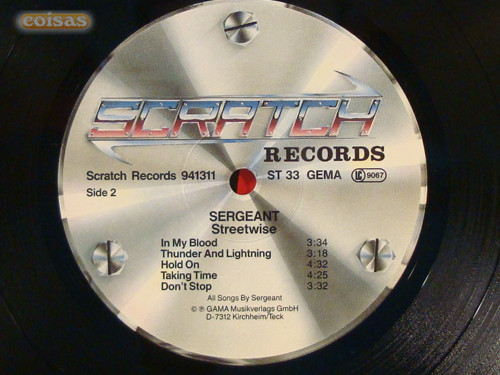 coisas
SCRATCH
RECORDS
Scratch Records 941311 ST 33 GEMA LC 9067
Side 2
SERGEANT
Streetwise
In My Blood 3:34
Thunder And Lightning 3:18
Hold On 4:32
Taking Time 4:25
Don't Stop 3:32
All Songs By Sergeant
© ℗ GAMA Musikverlags GmbH
D-7312 Kirchheim/Teck